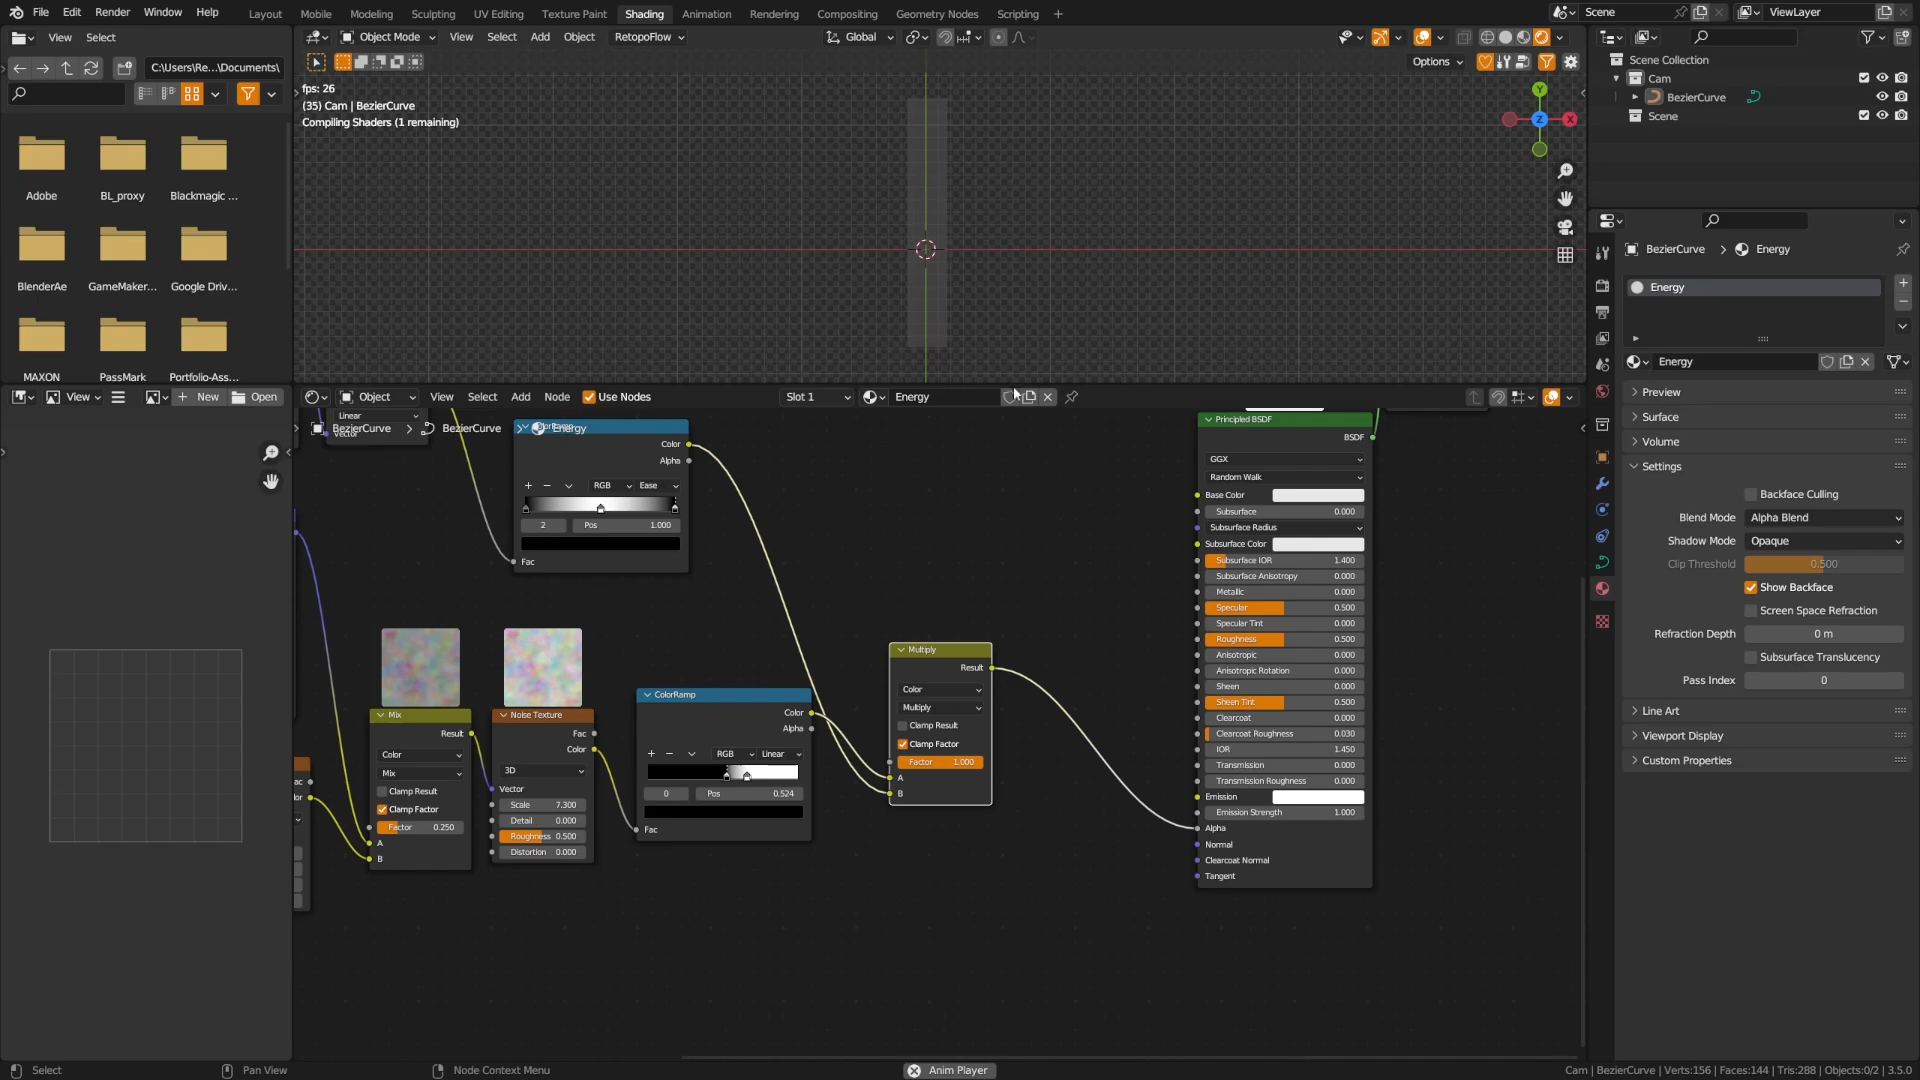 File Edit Render Window Help Layout Mobile Modeling Sculpting UV Editing Texture Paint Shading Animation Rendering Compositing Geometry Nodes Scripting + Scene ViewLayer
View Select
Object Mode View Select Add Object RetopoFlow Global
C:\Users\Re...\Documents\
Options
Adobe BL_proxy Blackmagic ...
BlenderAe GameMaker... Google Driv...
MAXON PassMark Portfolio-Ass...
fps: 26
(35) Cam | BezierCurve
Compiling Shaders (1 remaining)
Y
Z X
Scene Collection
Cam
BezierCurve
Scene
BezierCurve > Energy
Energy
Energy
Preview
Surface
Volume
Settings
Backface Culling
Blend Mode Alpha Blend
Shadow Mode Opaque
Clip Threshold 0.500
Show Backface
Screen Space Refraction
Refraction Depth 0 m
Subsurface Translucency
Pass Index 0
Line Art
Viewport Display
Custom Properties
View + New Open
Object View Select Add Node Use Nodes Slot 1 Energy
Linear
Vector
BezierCurve > BezierCurve > Energy
ColorRamp
Color
Alpha
RGB Ease
2 Pos 1.000
Fac
Mix
Result
Color
Mix
Clamp Result
Clamp Factor
Factor 0.250
A
B
Noise Texture
Fac
Color
3D
Vector
Scale 7.300
Detail 0.000
Roughness 0.500
Distortion 0.000
ColorRamp
Color
Alpha
RGB Linear
0 Pos 0.524
Fac
Multiply
Result
Color
Multiply
Clamp Result
Clamp Factor
Factor 1.000
A
B
Principled BSDF
BSDF
GGX
Random Walk
Base Color
Subsurface 0.000
Subsurface Radius
Subsurface Color
Subsurface IOR 1.400
Subsurface Anisotropy 0.000
Metallic 0.000
Specular 0.500
Specular Tint 0.000
Roughness 0.500
Anisotropic 0.000
Anisotropic Rotation 0.000
Sheen 0.000
Sheen Tint 0.500
Clearcoat 0.000
Clearcoat Roughness 0.030
IOR 1.450
Transmission 0.000
Transmission Roughness 0.000
Emission
Emission Strength 1.000
Alpha
Normal
Clearcoat Normal
Tangent
Select Pan View Node Context Menu Anim Player Cam | BezierCurve | Verts:156 | Faces:144 | Tris:288 | Objects:0/2 | 3.5.0